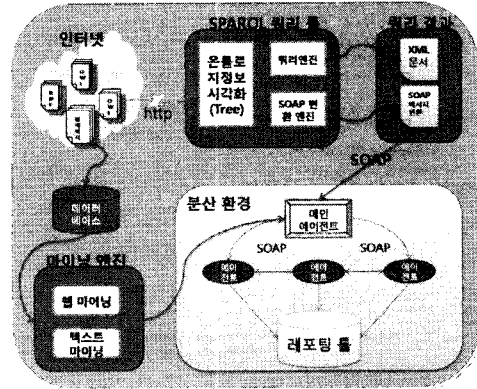 인터넷
SPARQL 쿼리 툴
쿼리 결과
온톨로
지정보
시각화
(Tree)
쿼리엔진
SOAP 변
환 엔진
XML
문서
SOAP
메시지
http
SOAP
데이터
베이스
분산 환경
메인
에이전트
SOAP
SOAP
에이
전트
에이
전트
에이
전트
마이닝 엔진
웹 마이닝
텍스트
마이닝
레포팅 툴